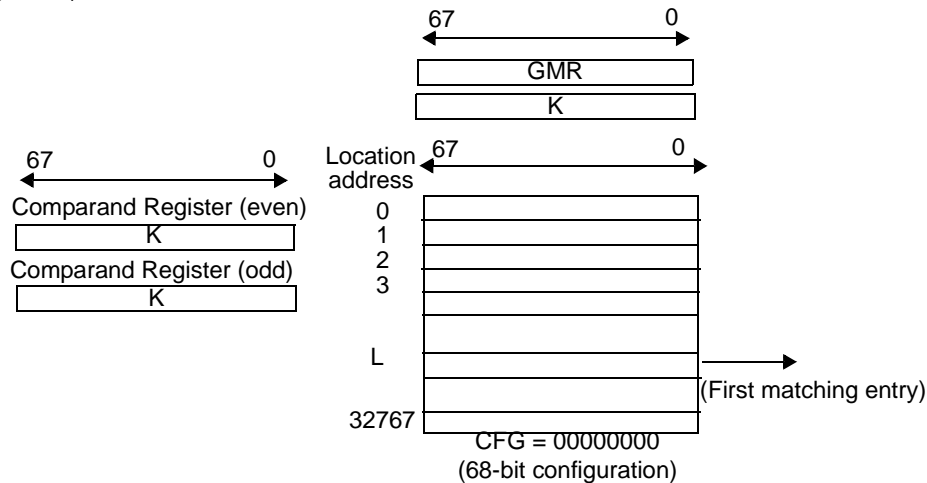 67 0
GMR
K
67 0
Location
address
0
1
2
3
L
32767
67 0
Comparand Register (even)
K
Comparand Register (odd)
K
(First matching entry)
CFG = 00000000
(68-bit configuration)